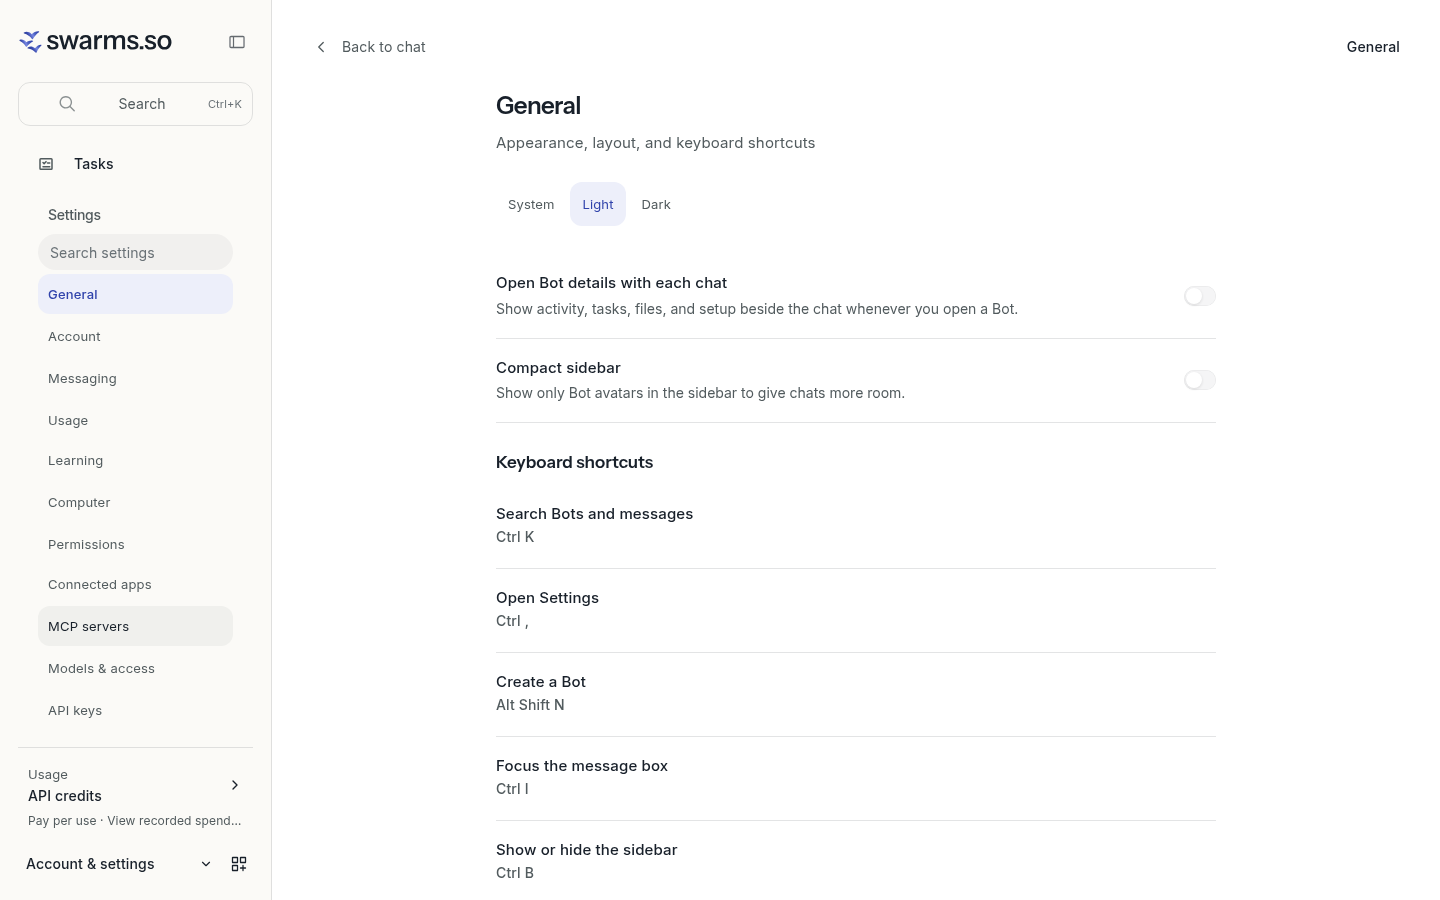 swarms.so
Search
Ctrl+K
Tasks
Settings
Search settings
General
Account
Messaging
Usage
Learning
Computer
Permissions
Connected apps
MCP servers
Models & access
API keys
Usage
API credits
Pay per use · View recorded spend...
Account & settings
Back to chat
General
General
Appearance, layout, and keyboard shortcuts
System
Light
Dark
Open Bot details with each chat
Show activity, tasks, files, and setup beside the chat whenever you open a Bot.
Compact sidebar
Show only Bot avatars in the sidebar to give chats more room.
Keyboard shortcuts
Search Bots and messages
Ctrl K
Open Settings
Ctrl ,
Create a Bot
Alt Shift N
Focus the message box
Ctrl I
Show or hide the sidebar
Ctrl B